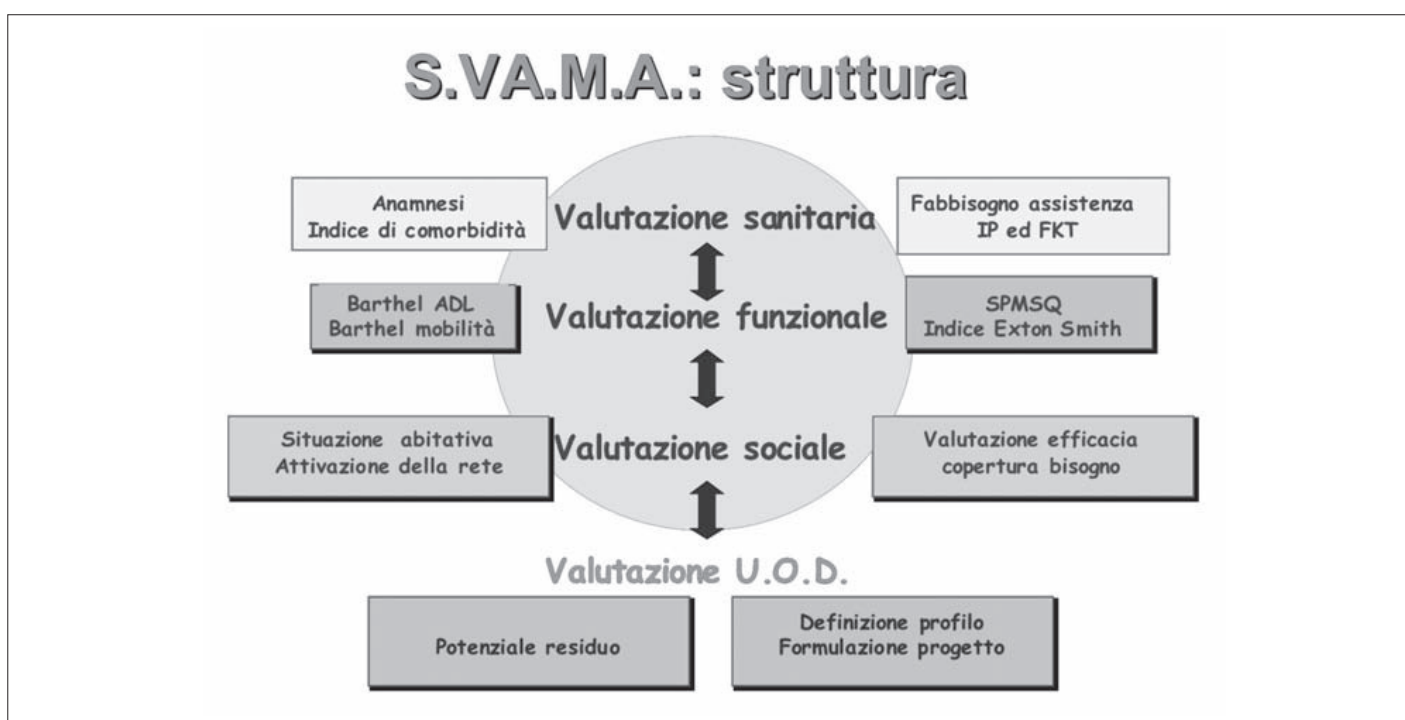 S.VA.M.A.: struttura
Anamnesi
Indice di comorbidità
Valutazione sanitaria
Fabbisogno assistenza
IP ed FKT
Barthel ADL
Barthel mobilità
Valutazione funzionale
SPMSQ
Indice Exton Smith
Situazione abitativa
Attivazione della rete
Valutazione sociale
Valutazione efficacia
copertura bisogno
Valutazione U.O.D.
Potenziale residuo
Definizione profilo
Formulazione progetto